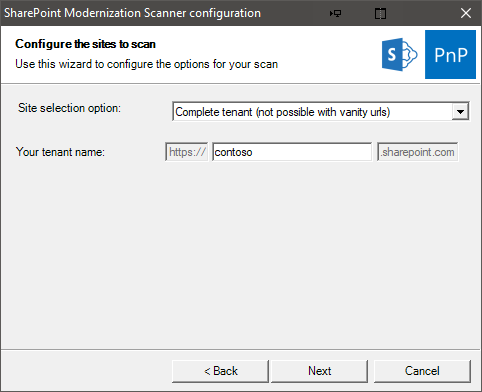 SharePoint Modernization Scanner configuration
Configure the sites to scan
Use this wizard to configure the options for your scan
S
PnP
Site selection option:
Complete tenant (not possible with vanity urls)
Your tenant name:
https://
contoso
.sharepoint.com
< Back
Next
Cancel